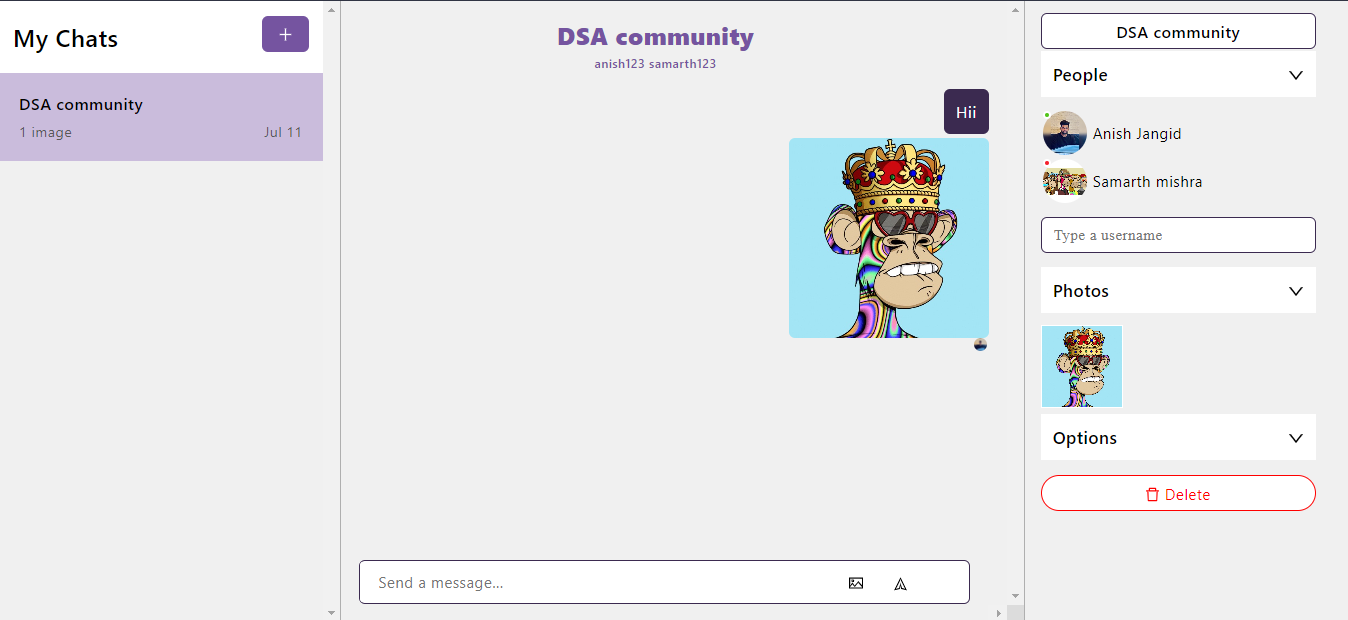 My Chats
+
DSA community
1 image
Jul 11
DSA community
anish123 samarth123
Hii
Send a message...
DSA community
People
Anish Jangid
Samarth mishra
Type a username
Photos
Options
Delete